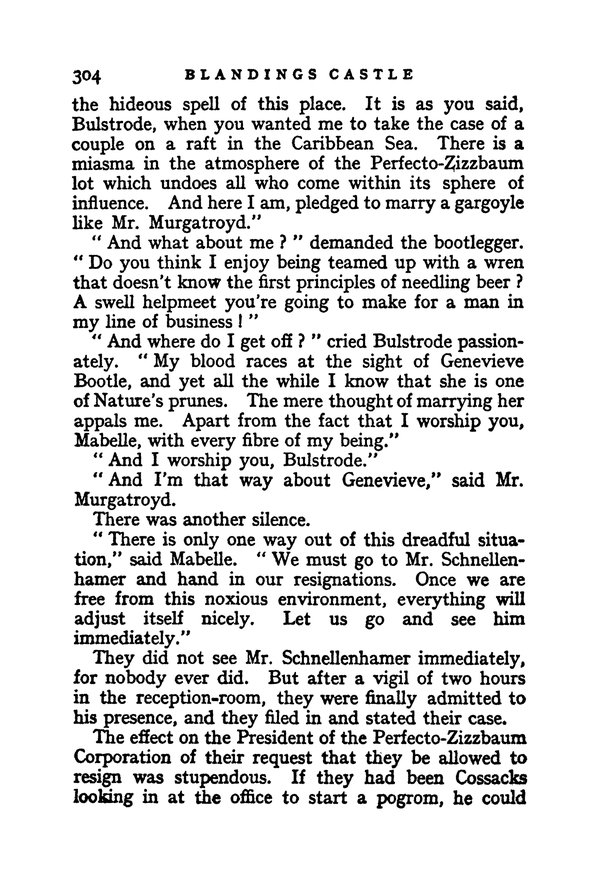 304 BLANDINGS CASTLE
the hideous spell of this place. It is as you said,
Bulstrode, when you wanted me to take the case of a
couple on a raft in the Caribbean Sea. There is a
miasma in the atmosphere of the Perfecto-Zizzbaum
lot which undoes all who come within its sphere of
influence. And here I am, pledged to marry a gargoyle
like Mr. Murgatroyd."
" And what about me ? " demanded the bootlegger.
" Do you think I enjoy being teamed up with a wren
that doesn't know the first principles of needling beer ?
A swell helpmeet you're going to make for a man in
my line of business ! "
" And where do I get off ? " cried Bulstrode passion-
ately. " My blood races at the sight of Genevieve
Bootle, and yet all the while I know that she is one
of Nature's prunes. The mere thought of marrying her
appals me. Apart from the fact that I worship you,
Mabelle, with every fibre of my being."
" And I worship you, Bulstrode."
" And I'm that way about Genevieve," said Mr.
Murgatroyd.
There was another silence.
" There is only one way out of this dreadful situa-
tion," said Mabelle. " We must go to Mr. Schnellen-
hamer and hand in our resignations. Once we are
free from this noxious environment, everything will
adjust itself nicely. Let us go and see him
immediately."
They did not see Mr. Schnellenhamer immediately,
for nobody ever did. But after a vigil of two hours
in the reception-room, they were finally admitted to
his presence, and they filed in and stated their case.
The effect on the President of the Perfecto-Zizzbaum
Corporation of their request that they be allowed to
resign was stupendous. If they had been Cossacks
looking in at the office to start a pogrom, he could